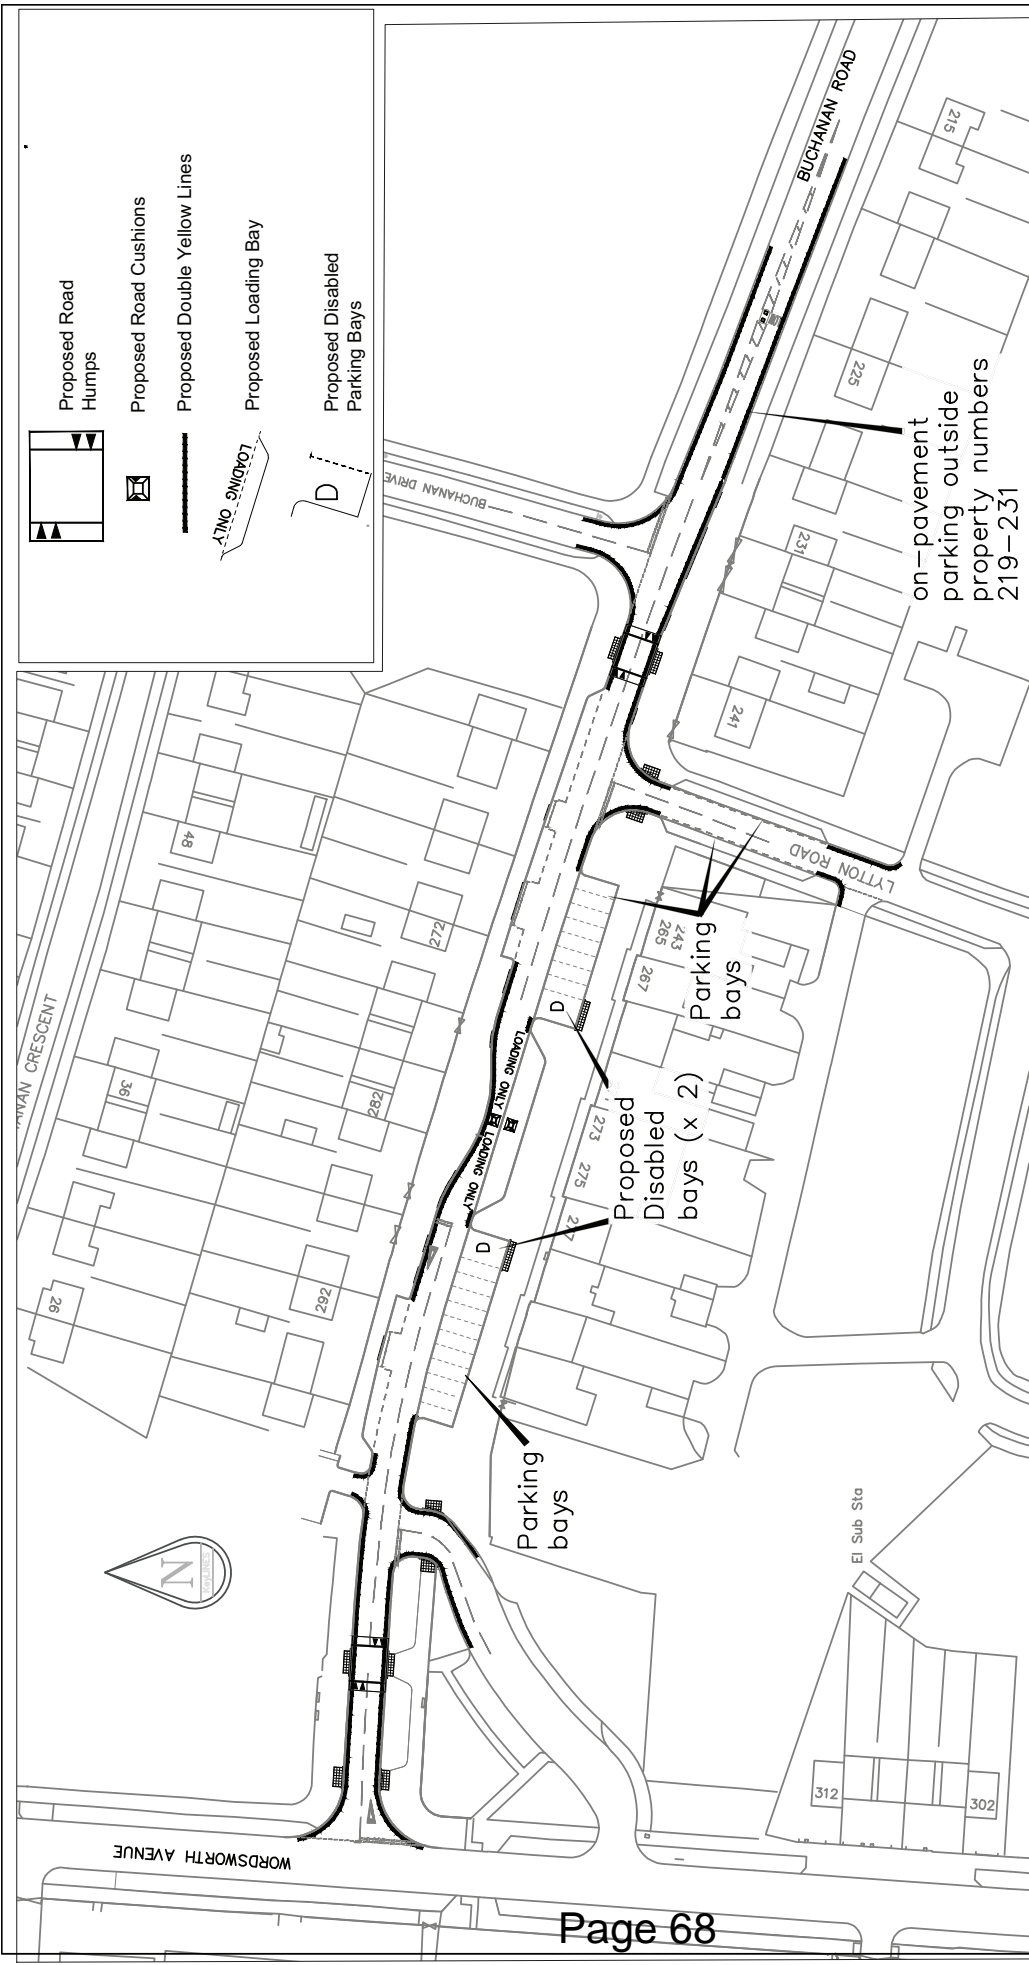 Proposed Road
Humps
Proposed Road Cushions
Proposed Double Yellow Lines
LOADING ONLY
Proposed Loading Bay
D
Proposed Disabled
Parking Bays
BUCHANAN ROAD
BUCHANAN DRIVE
215
225
231
241
on-pavement
parking outside
property numbers
219-231
LYTTON ROAD
48
272
243
265
267
Parking
bays
D
LOADING ONLY
LOADING ONLY
36
282
273
275
277
Proposed
Disabled
bays (x 2)
D
ANAN CRESCENT
26
292
Parking
bays
N
KeyLINES
El Sub Sta
312
302
WORDSWORTH AVENUE
Page 68